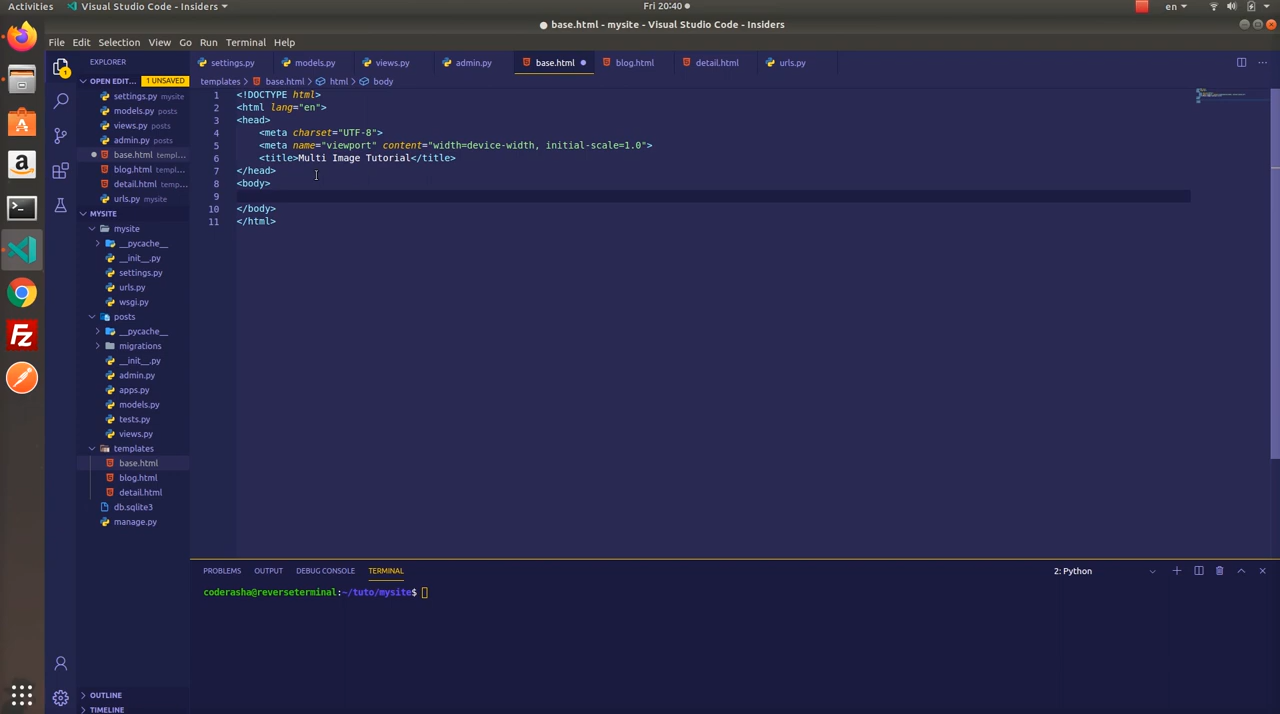 Activities Visual Studio Code - Insiders Fri 20:40 en
base.html - mysite - Visual Studio Code - Insiders
File Edit Selection View Go Run Terminal Help
EXPLORER
settings.py models.py views.py admin.py base.html blog.html detail.html urls.py
OPEN EDIT... 1 UNSAVED
settings.py mysite
models.py posts
views.py posts
admin.py posts
base.html templ...
blog.html templ...
detail.html temp...
urls.py mysite
MYSITE
mysite
__pycache__
__init__.py
settings.py
urls.py
wsgi.py
posts
__pycache__
migrations
__init__.py
admin.py
apps.py
models.py
tests.py
views.py
templates
base.html
blog.html
detail.html
db.sqlite3
manage.py
OUTLINE
TIMELINE
templates > base.html > html > body
1 <!DOCTYPE html>
2 <html lang="en">
3 <head>
4 <meta charset="UTF-8">
5 <meta name="viewport" content="width=device-width, initial-scale=1.0">
6 <title>Multi Image Tutorial</title>
7 </head>
8 <body>
9
10 </body>
11 </html>
PROBLEMS OUTPUT DEBUG CONSOLE TERMINAL 2: Python
coderasha@reverseterminal:~/tuto/mysite$